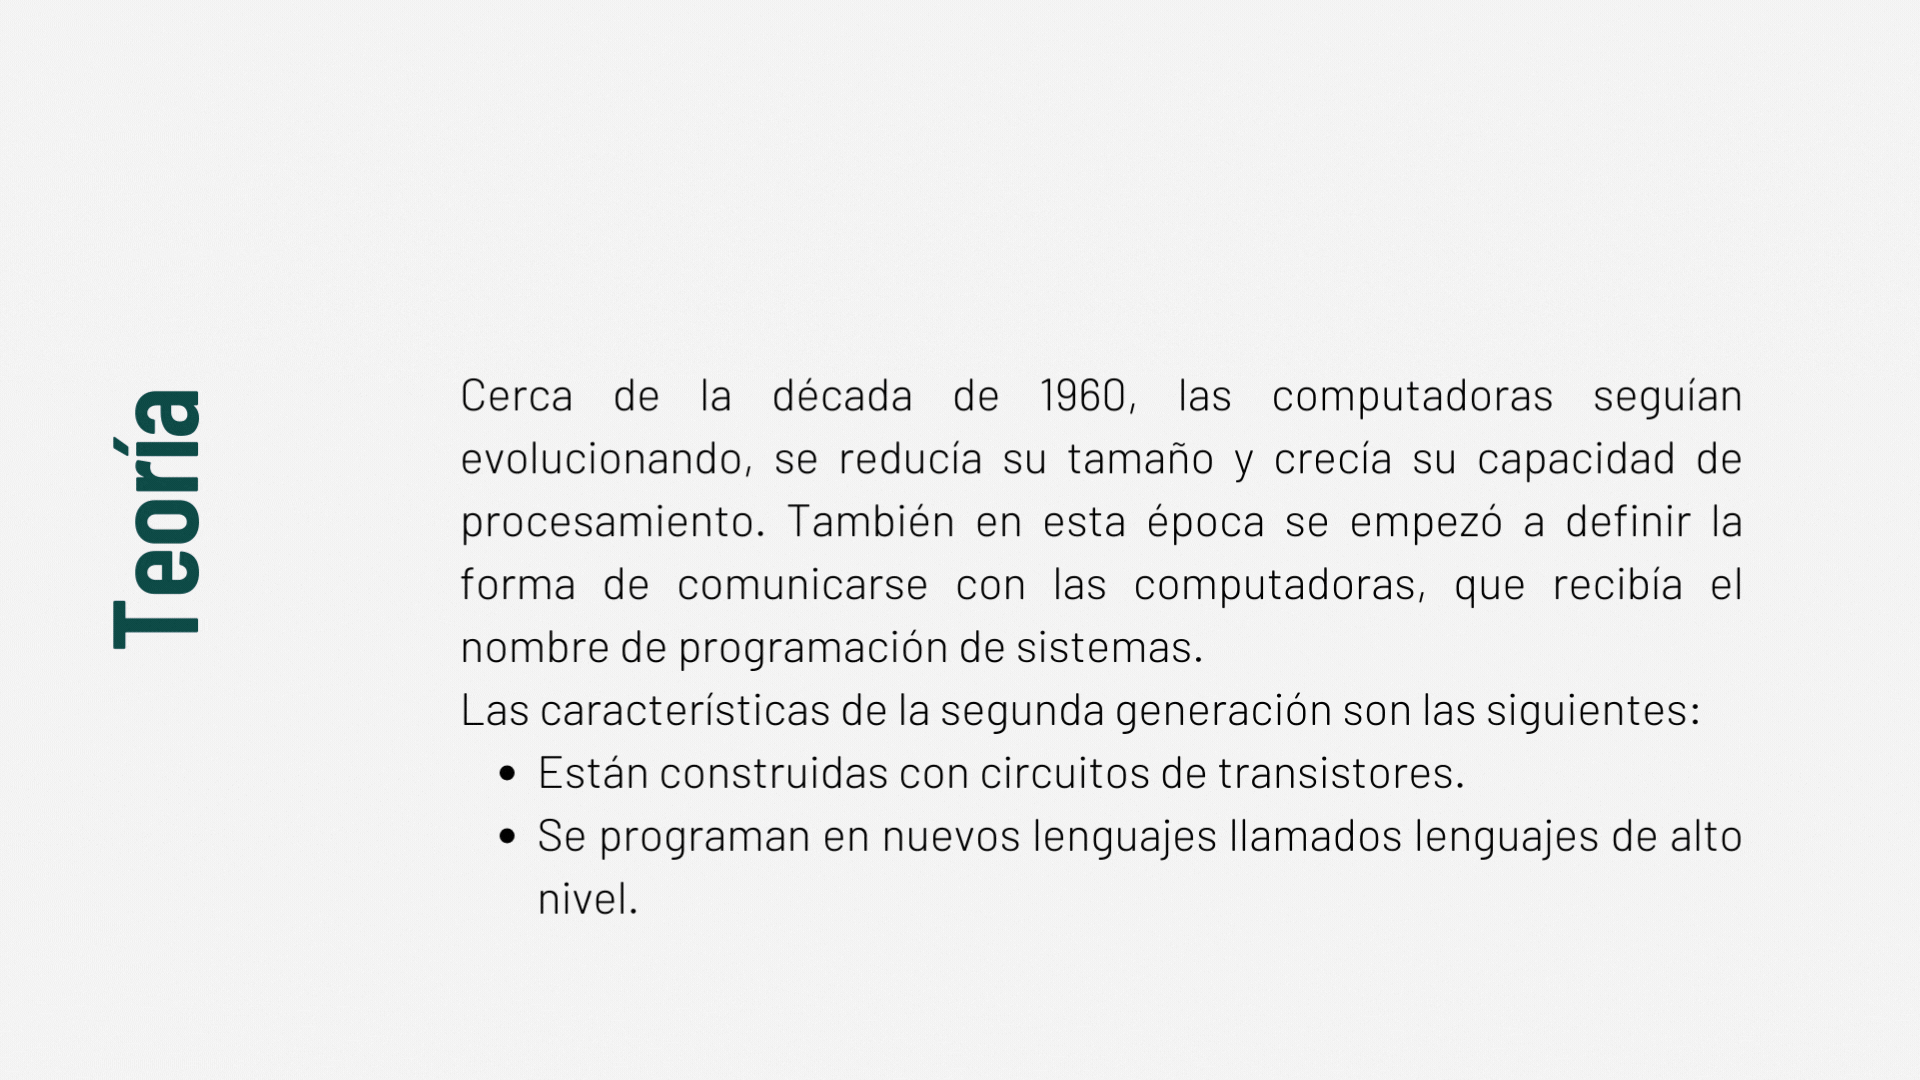 Teoría
Cerca de la década de 1960, las computadoras seguían
evolucionando, se reducía su tamaño y crecía su capacidad de
procesamiento. También en esta época se empezó a definir la
forma de comunicarse con las computadoras, que recibía el
nombre de programación de sistemas.
Las características de la segunda generación son las siguientes:
• Están construidas con circuitos de transistores.
• Se programan en nuevos lenguajes llamados lenguajes de alto
nivel.